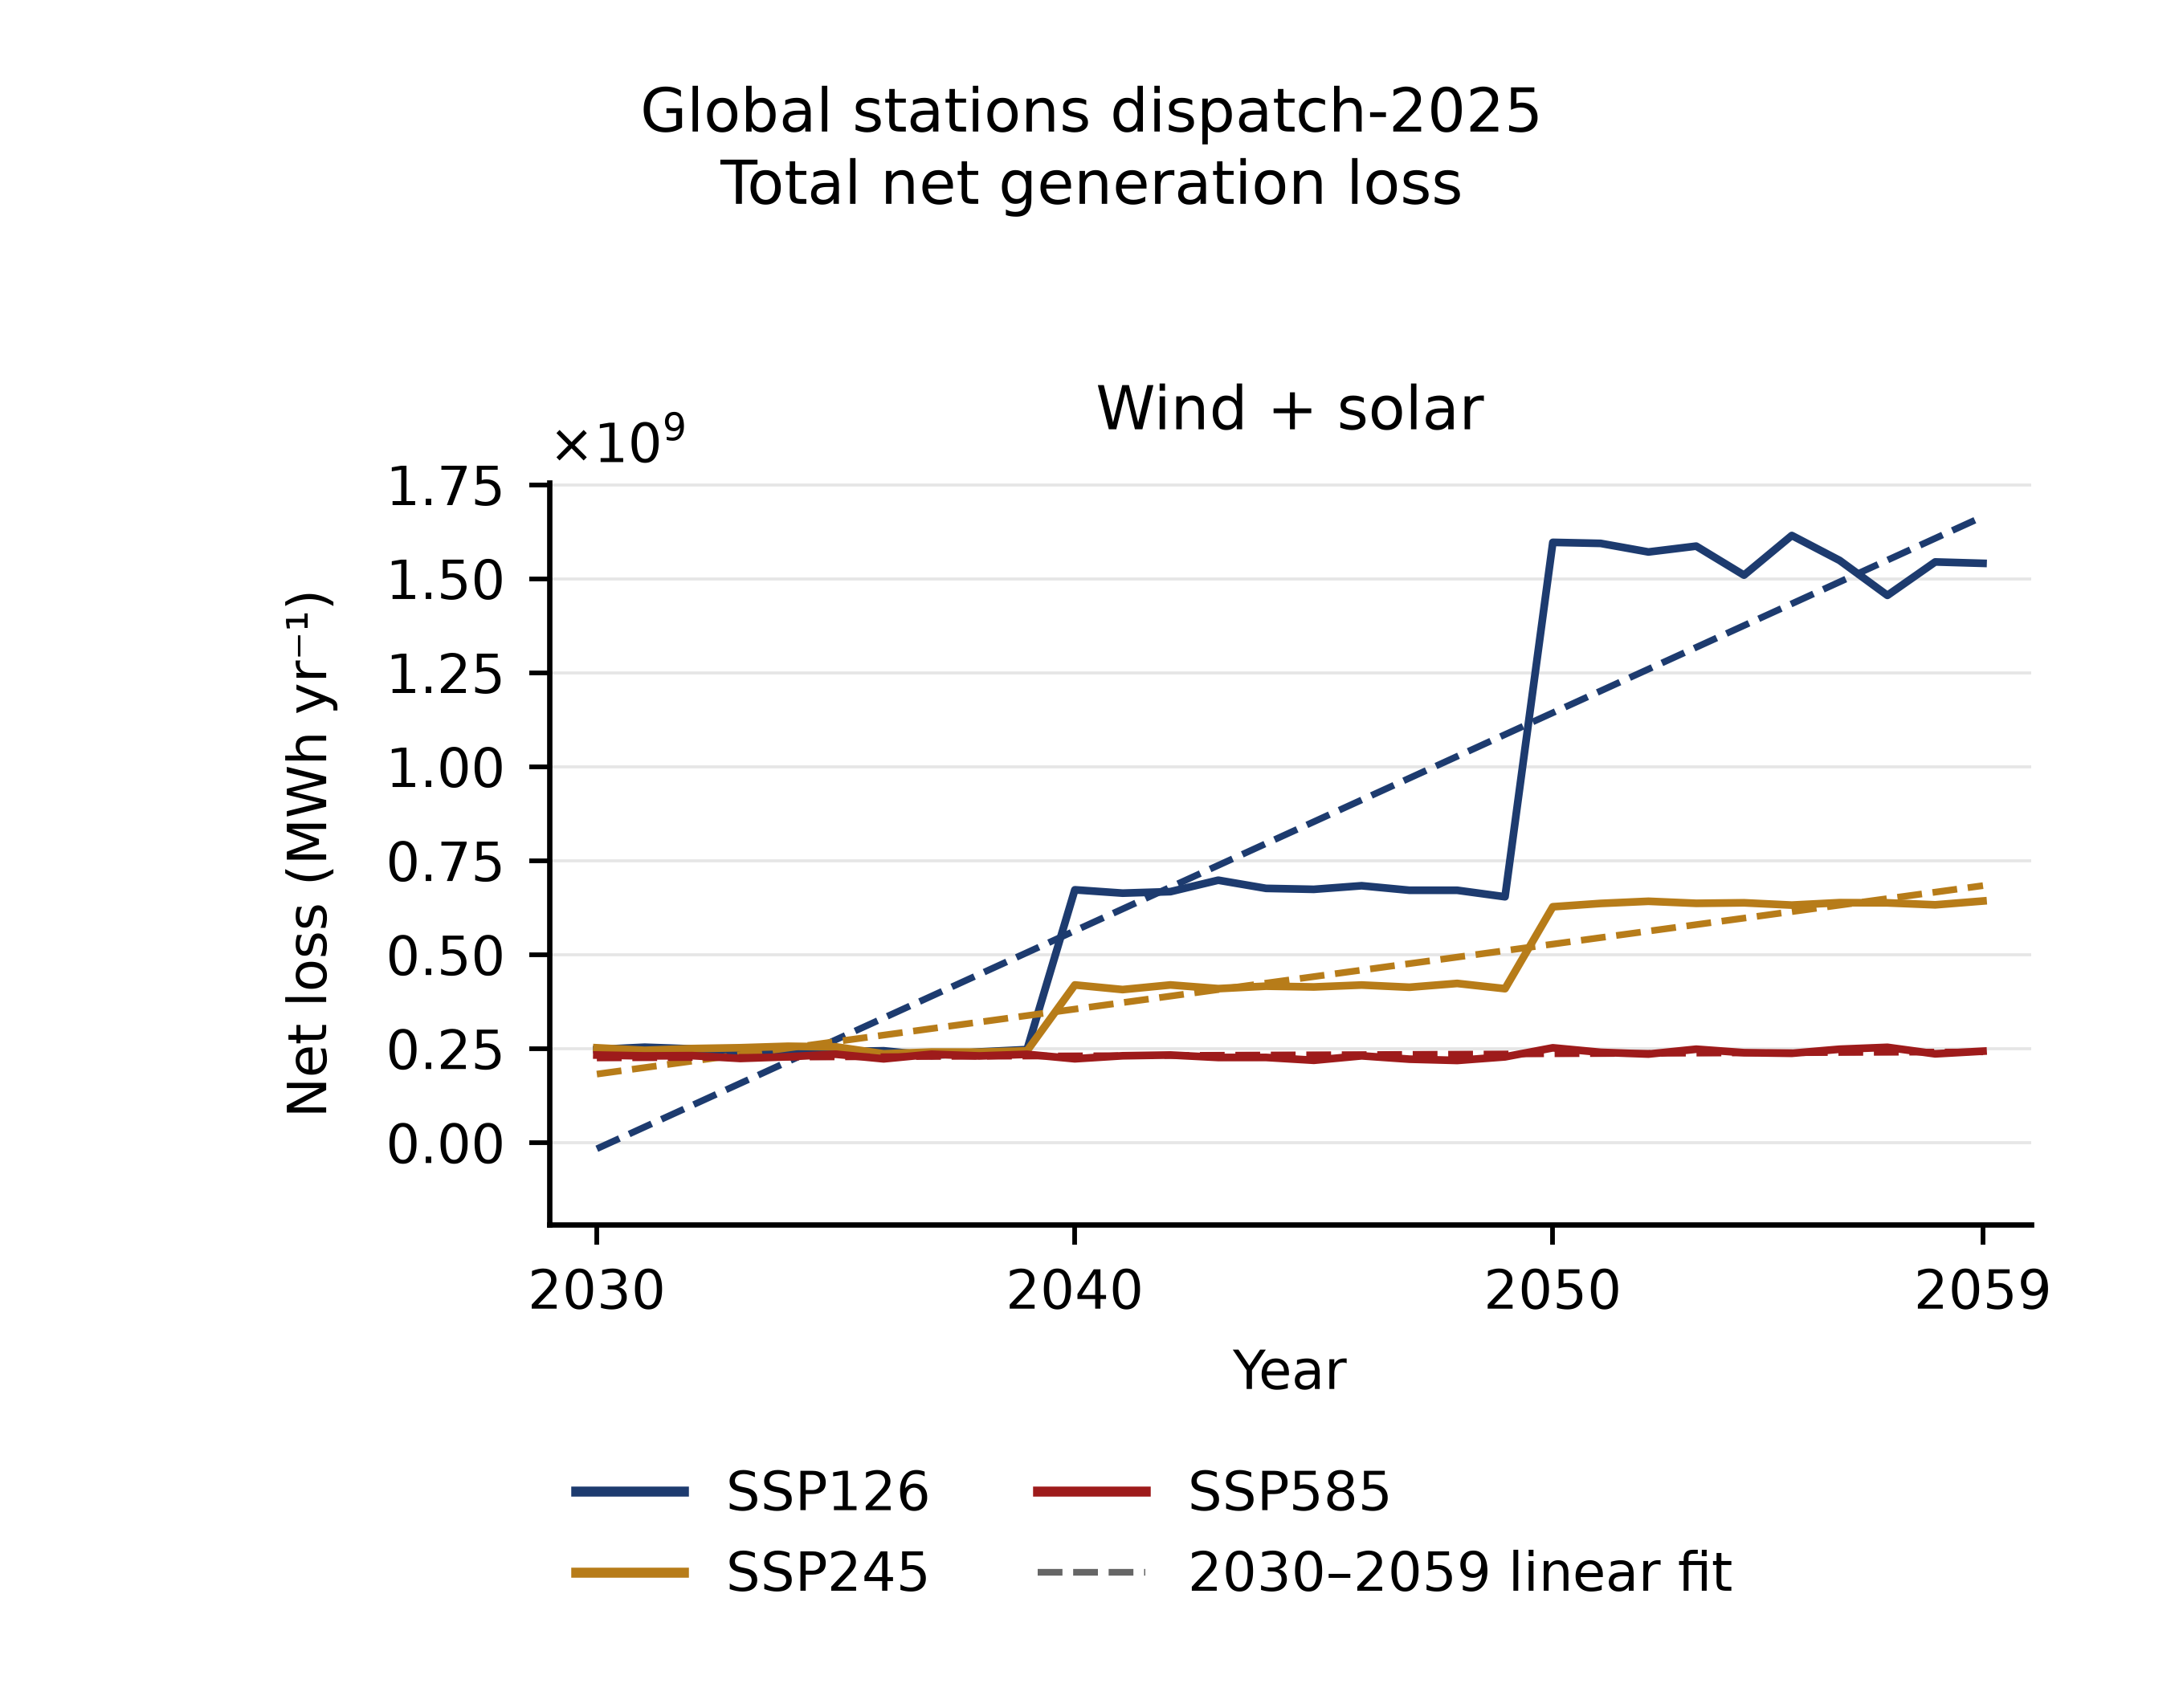 Global stations dispatch-2025
Total net generation loss
Wind + solar
×10⁹
1.75
1.50
1.25
1.00
0.75
0.50
0.25
0.00
Net loss (MWh yr⁻¹)
2030 2040 2050 2059
Year
SSP126 SSP585
SSP245 2030–2059 linear fit